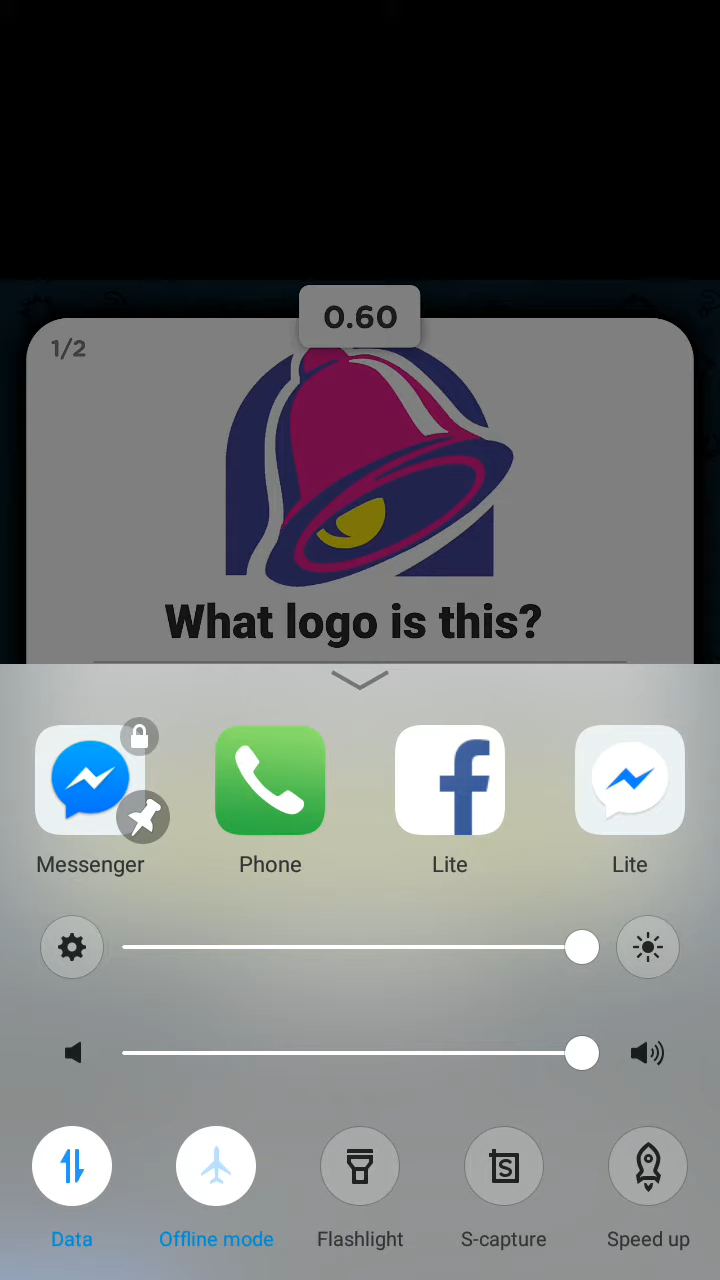 0.60
1/2
What logo is this?
Messenger
Phone
Lite
Lite
Data
Offline mode
Flashlight
S-capture
Speed up